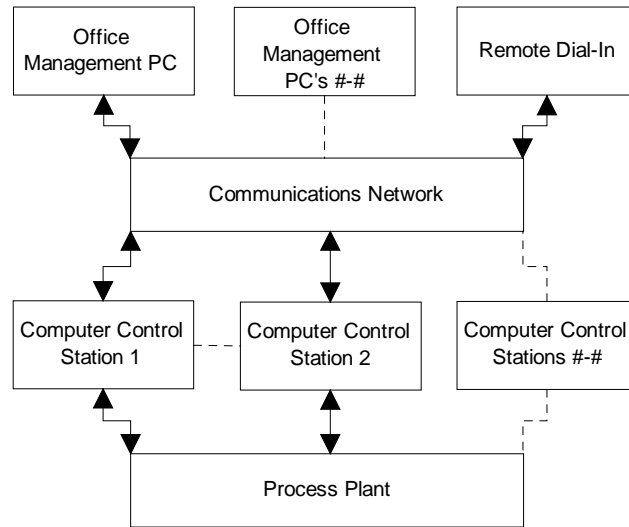 Office
Management PC
Office
Management
PC's #-#
Remote Dial-In
Communications Network
Computer Control
Station 1
Computer Control
Station 2
Computer Control
Stations #-#
Process Plant